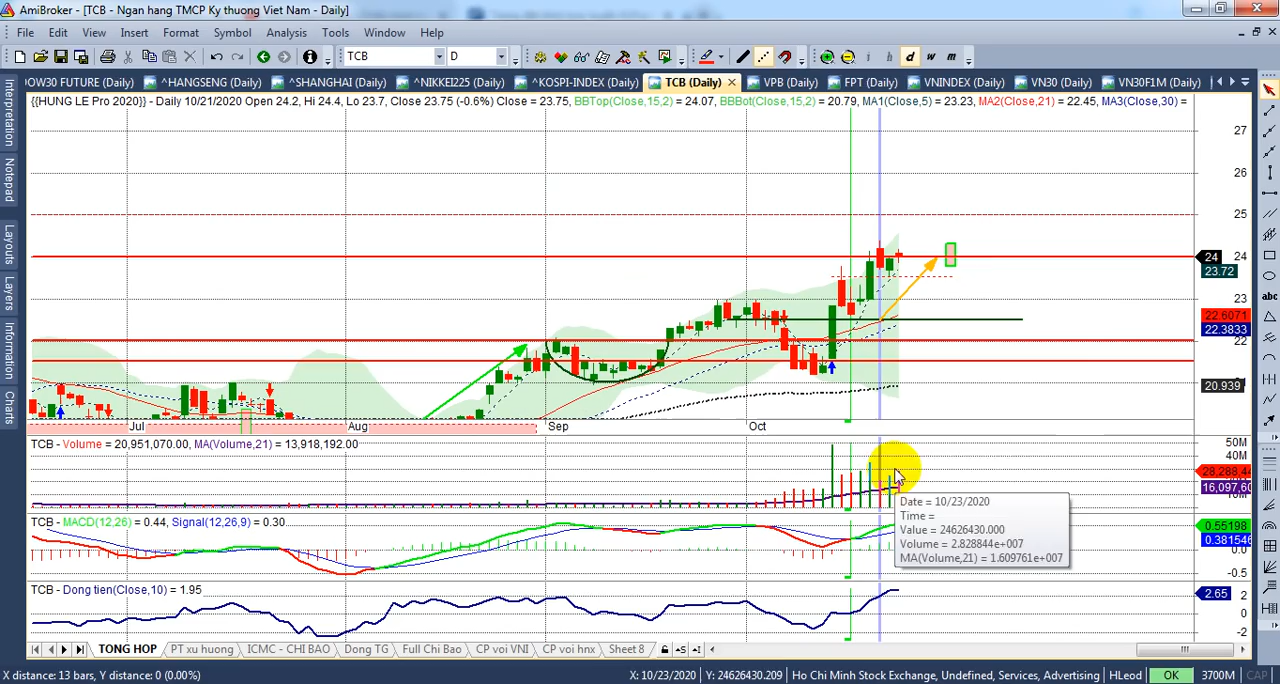 AmiBroker - [TCB - Ngan hang TMCP Ky thuong Viet Nam - Daily]
File Edit View Insert Format Symbol Analysis Tools Window Help
TCB D d w m
OW30 FUTURE (Daily) ^HANGSENG (Daily) ^SHANGHAI (Daily) ^NIKKEI225 (Daily) ^KOSPI-INDEX (Daily) TCB (Daily) VPB (Daily) FPT (Daily) VNINDEX (Daily) VN30 (Daily) VN30F1M (Daily)
{{HUNG LE Pro 2020}} - Daily 10/21/2020 Open 24.2, Hi 24.4, Lo 23.7, Close 23.75 (-0.6%) Close = 23.75, BBTop(Close,15,2) = 24.07, BBBot(Close,15,2) = 20.79, MA1(Close,5) = 23.23, MA2(Close,21) = 22.45, MA3(Close,30) =
Interpretation
Notepad
Layouts
Layers
Information
Charts
27
26
25
24
24
23.72
23
22.6071
22.3833
22
20.939
Jul Aug Sep Oct
TCB - Volume = 20,951,070.00, MA(Volume,21) = 13,918,192.00
50M
40M
28,288,44
16,097,60
TCB - MACD(12,26) = 0.44, Signal(12,26,9) = 0.30
0.55198
0.381546
0.0
-0.5
TCB - Dong tien(Close,10) = 1.95
2.65
2
0
-2
Date = 10/23/2020
Time =
Value = 24626430.000
Volume = 2.828844e+007
MA(Volume,21) = 1.609761e+007
abc
TONG HOP PT xu huong ICMC - CHI BAO Dong TG Full Chi Bao CP voi VNI CP voi hnx Sheet 8
X distance: 13 bars, Y distance: 0 (0.00%) X: 10/23/2020 Y: 24626430.209 Ho Chi Minh Stock Exchange, Undefined, Services, Advertising HLeod OK 3700M CAP